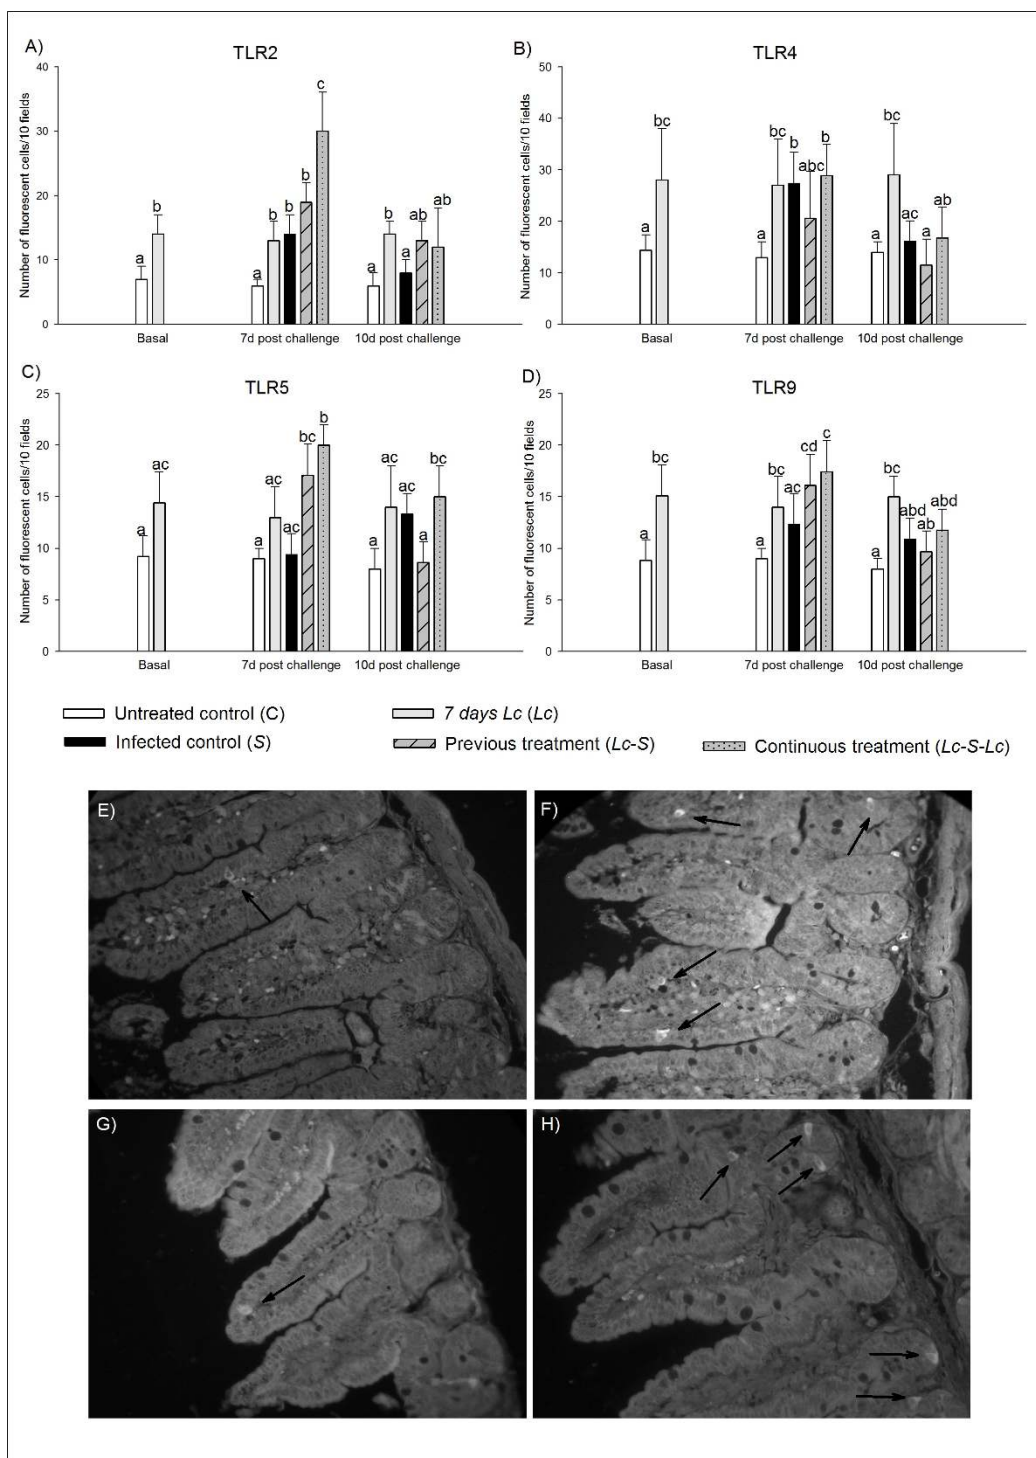 A)
TLR2
Number of fluorescent cells/10 fields
40
30
20
10
0
a b
a b b b c
a b a ab ab
Basal 7d post challenge 10d post challenge
B)
TLR4
Number of fluorescent cells/10 fields
50
40
30
20
10
0
a bc
a bc b abc b
a bc ac a ab
Basal 7d post challenge 10d post challenge
C)
TLR5
Number of fluorescent cells/10 fields
25
20
15
10
5
0
a ac
a ac ac bc b
a ac ac a bc
Basal 7d post challenge 10d post challenge
D)
TLR9
Number of fluorescent cells/10 fields
25
20
15
10
5
0
a bc
a bc ac cd c
a bc abd ab abd
Basal 7d post challenge 10d post challenge
Untreated control (C) 7 days Lc (Lc)
Infected control (S) Previous treatment (Lc-S) Continuous treatment (Lc-S-Lc)
E)
F)
G)
H)